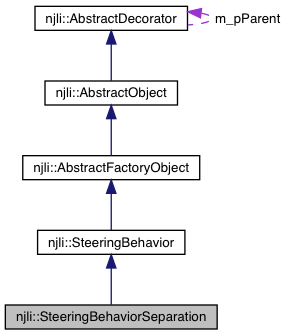 njli::AbstractDecorator
m_pParent
njli::AbstractObject
njli::AbstractFactoryObject
njli::SteeringBehavior
njli::SteeringBehaviorSeparation